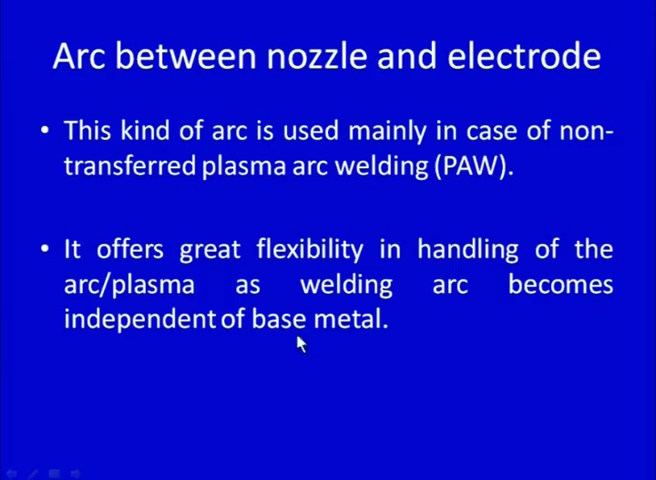 Arc between nozzle and electrode
• This kind of arc is used mainly in case of non-
transferred plasma arc welding (PAW).
• It offers great flexibility in handling of the
arc/plasma as welding arc becomes
independent of base metal.